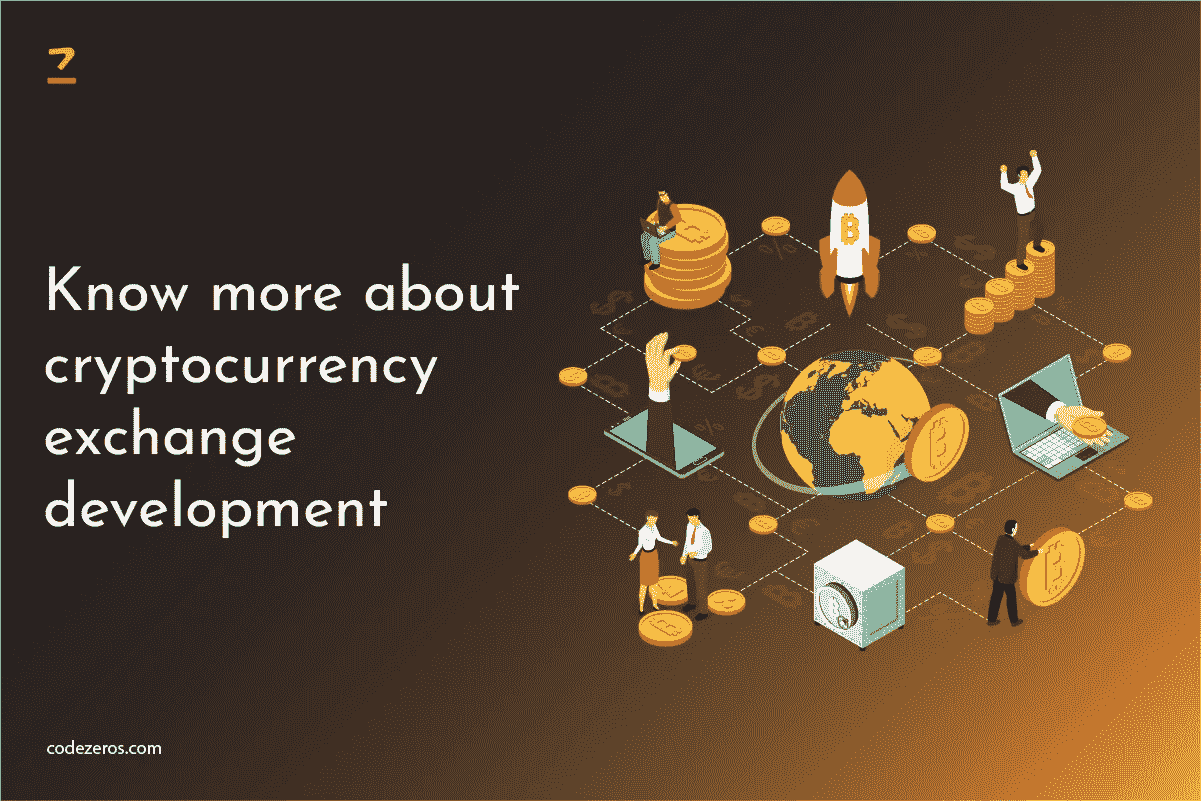 Know more about
cryptocurrency
exchange
development
codezeros.com